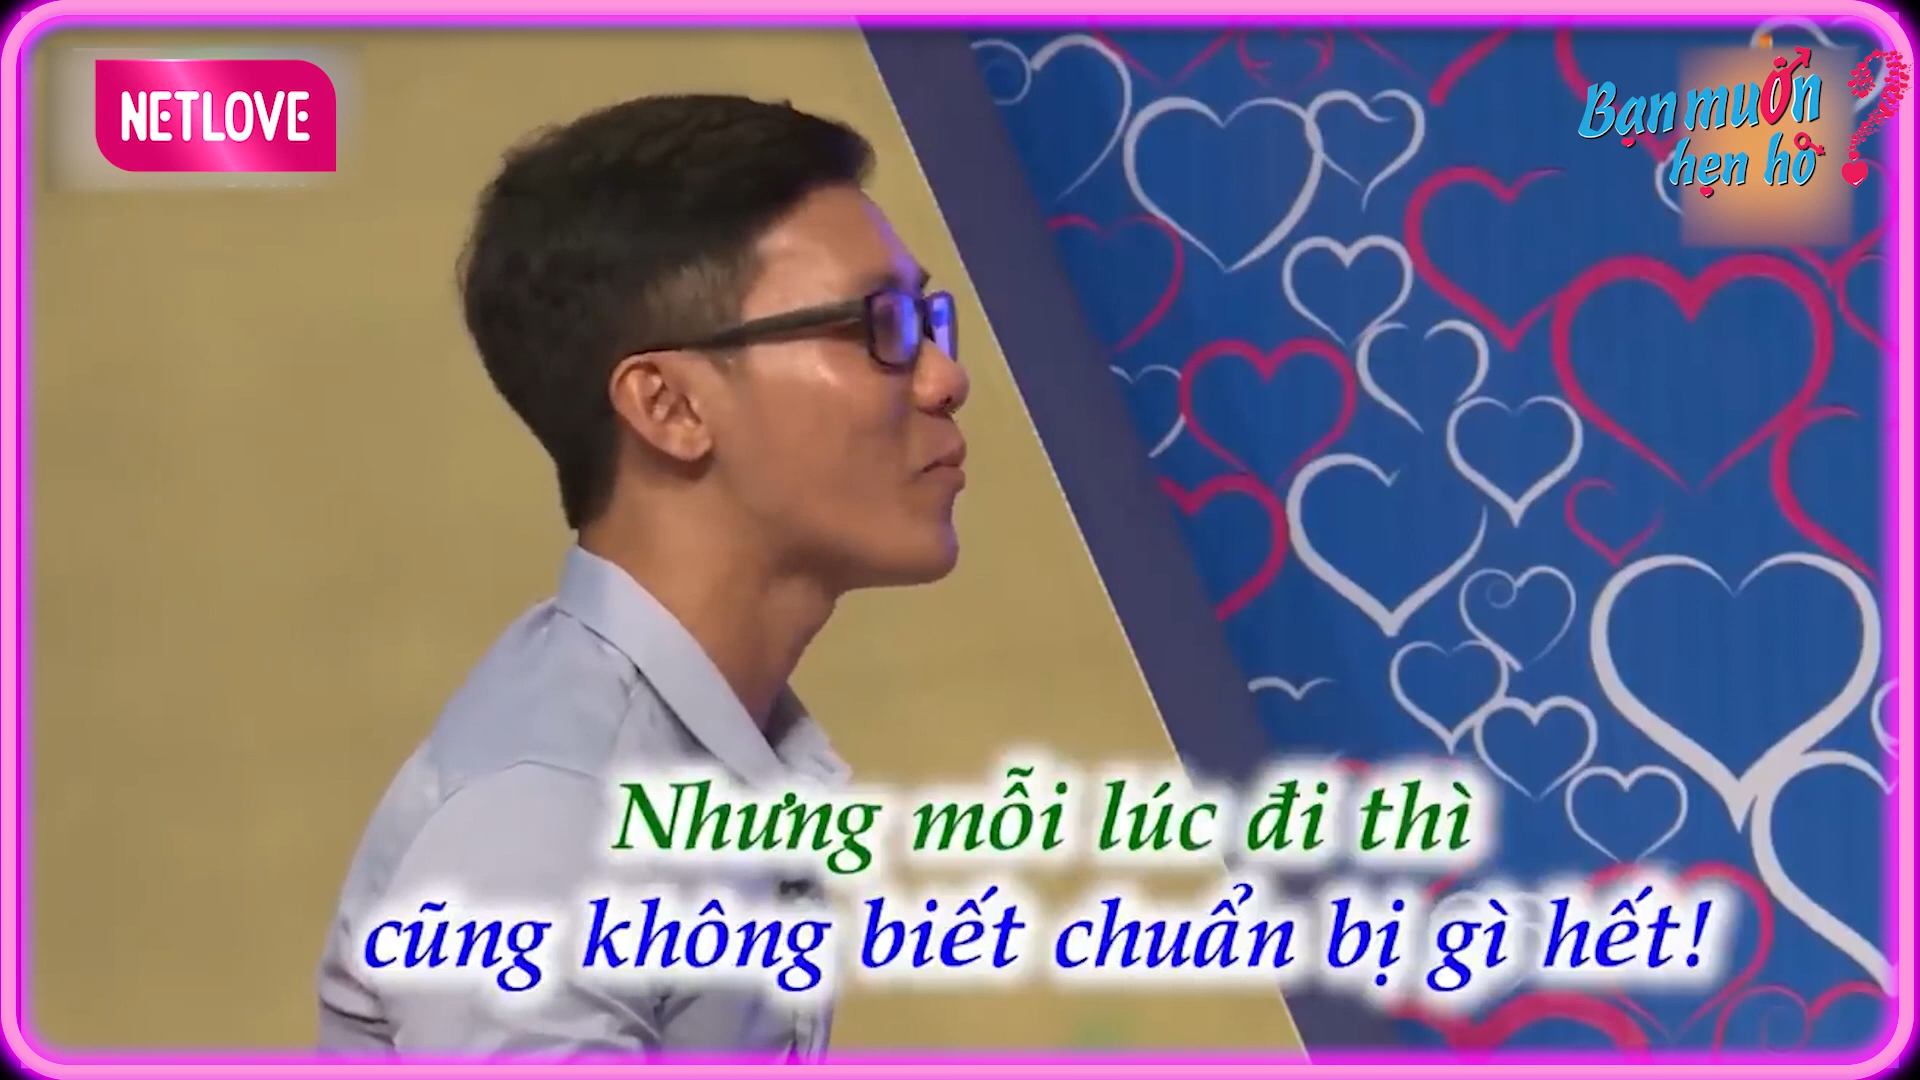 NETLOVE
Bạn muốn
hẹn hò
?
Nhưng mỗi lúc đi thì
cũng không biết chuẩn bị gì hết!